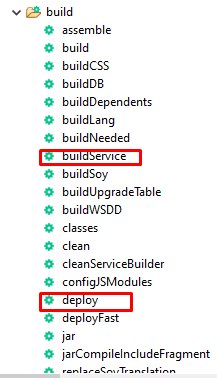 build
assemble
build
buildCSS
buildDB
buildDependents
buildLang
buildNeeded
buildService
buildSoy
buildUpgradeTable
buildWSDD
classes
clean
cleanServiceBuilder
configJSModules
deploy
deployFast
jar
jarCompileIncludeFragment
replaceSoyTranslation